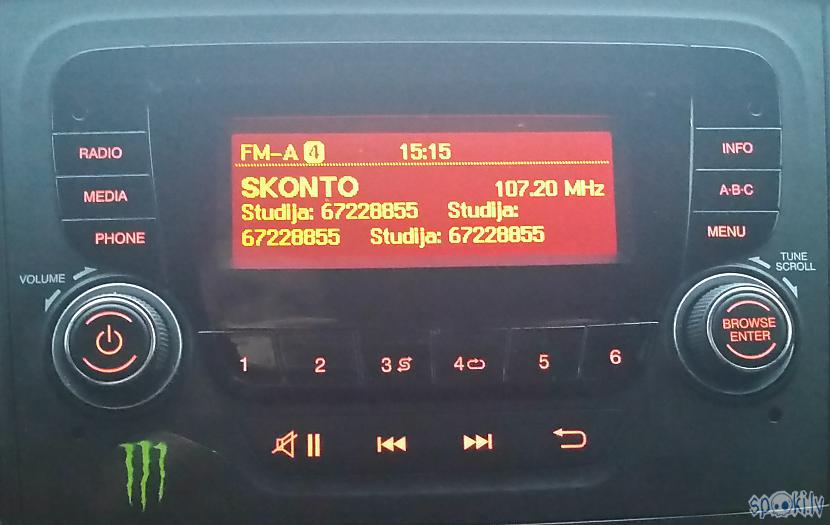 RADIO
MEDIA
PHONE
FM-A 4 15:15
SKONTO 107.20 MHz
Studija: 67228855 Studija:
67228855 Studija: 67228855
INFO
A·B·C
MENU
VOLUME
TUNE
SCROLL
BROWSE
ENTER
1 2 3 4 5 6
spoki.lv